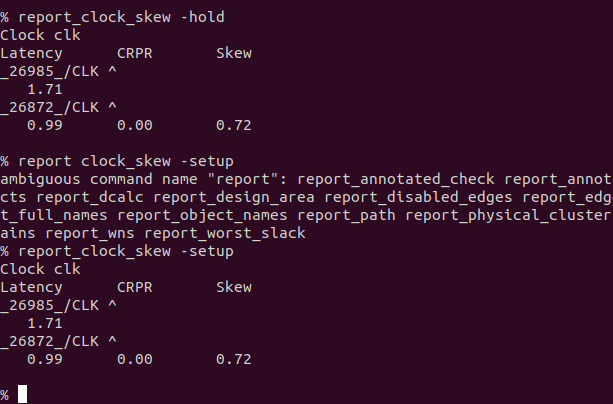 % report_clock_skew -hold
Clock clk
Latency      CRPR       Skew
_26985_/CLK ^
   1.71
_26872_/CLK ^
   0.99      0.00       0.72

% report clock_skew -setup
ambiguous command name "report": report_annotated_check report_annot
cts report_dcalc report_design_area report_disabled_edges report_edg
t_full_names report_object_names report_path report_physical_cluster
ains report_wns report_worst_slack
% report_clock_skew -setup
Clock clk
Latency      CRPR       Skew
_26985_/CLK ^
   1.71
_26872_/CLK ^
   0.99      0.00       0.72

%